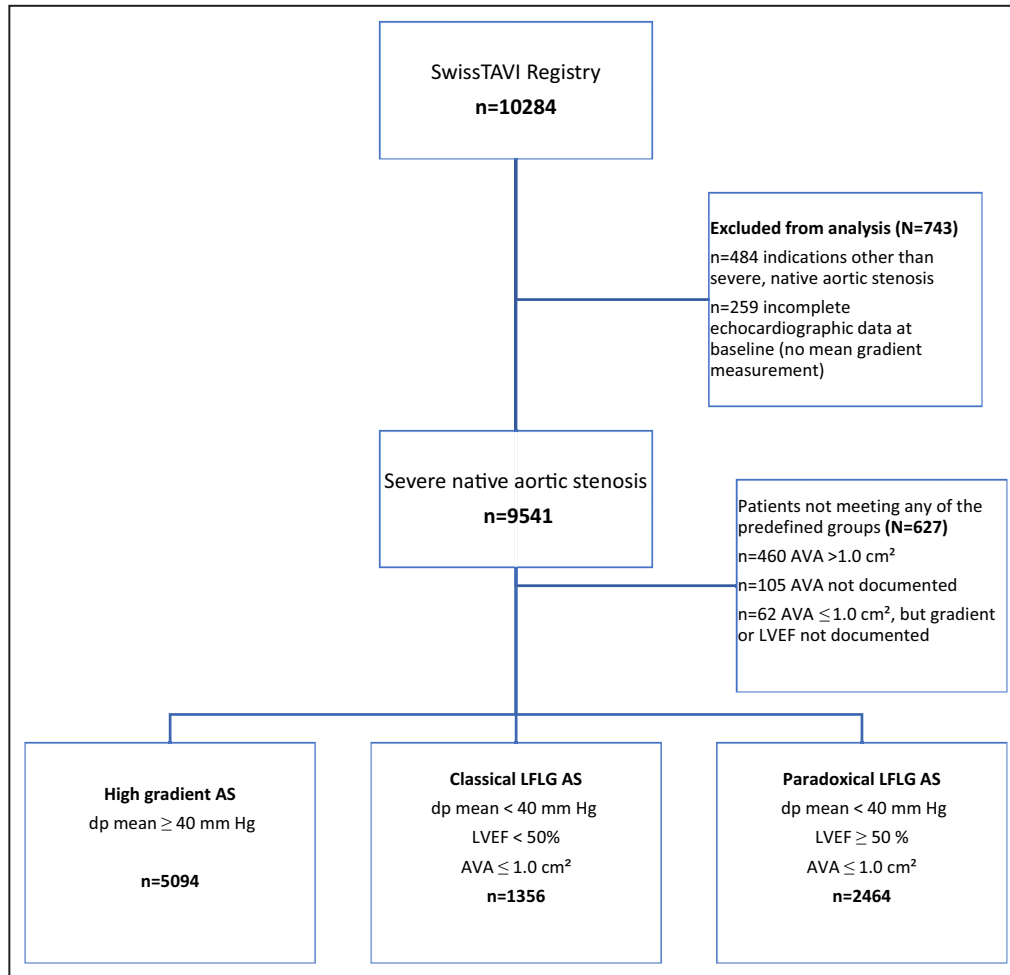 SwissTAVI Registry
n=10284
Excluded from analysis (N=743)
n=484 indications other than
severe, native aortic stenosis
n=259 incomplete
echocardiographic data at
baseline (no mean gradient
measurement)
Severe native aortic stenosis
n=9541
Patients not meeting any of the
predefined groups (N=627)
n=460 AVA >1.0 cm²
n=105 AVA not documented
n=62 AVA ≤1.0 cm², but gradient
or LVEF not documented
High gradient AS
dp mean ≥ 40 mm Hg
n=5094
Classical LFLG AS
dp mean < 40 mm Hg
LVEF < 50%
AVA ≤ 1.0 cm²
n=1356
Paradoxical LFLG AS
dp mean < 40 mm Hg
LVEF ≥ 50 %
AVA ≤ 1.0 cm²
n=2464